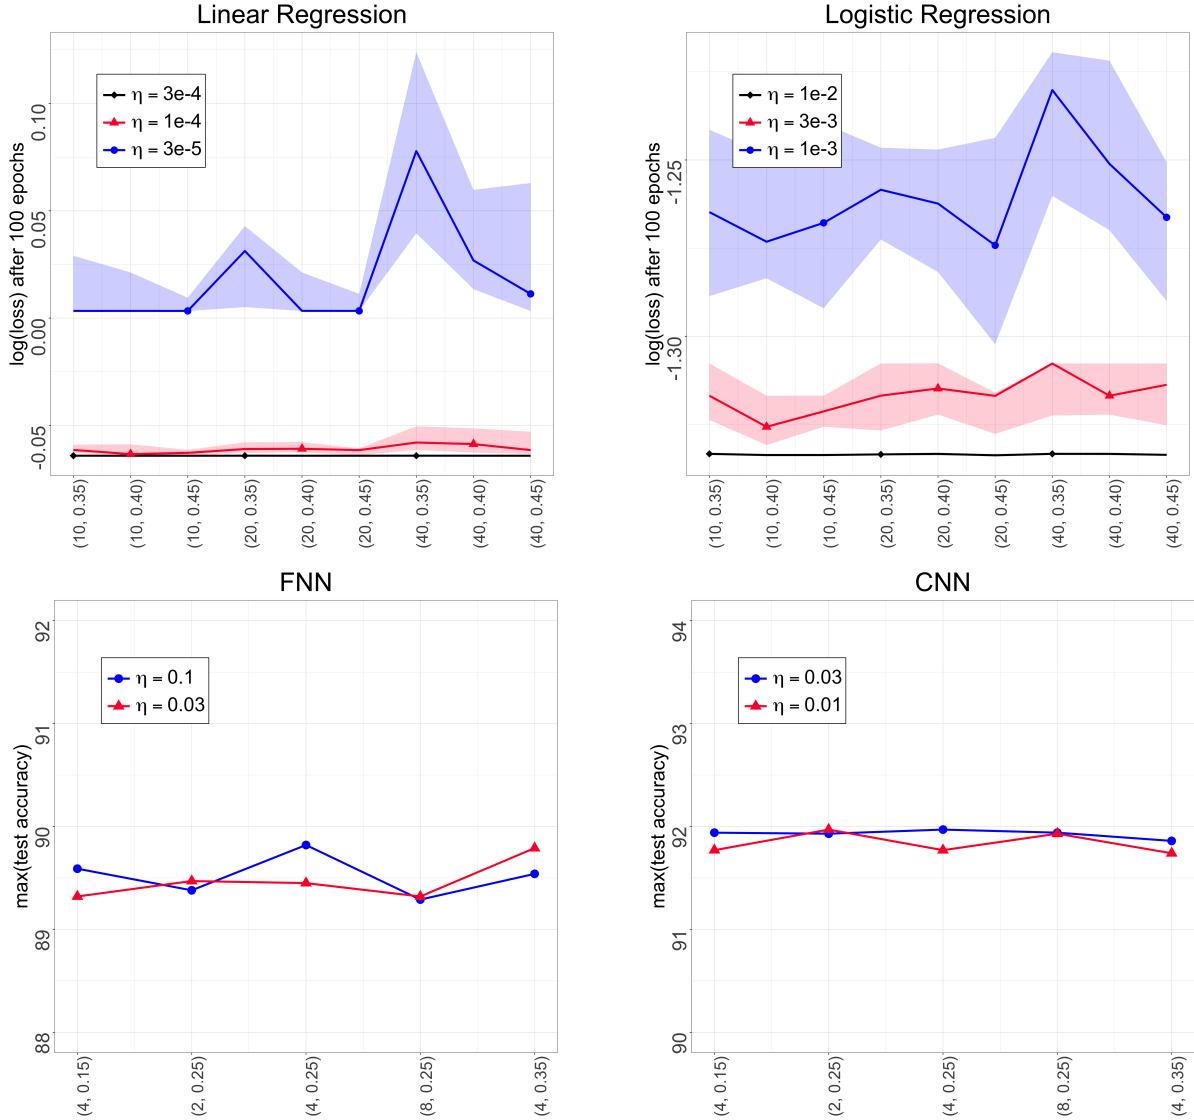 Linear Regression
log(loss) after 100 epochs
0.10
0.05
0.00
-0.05
η = 3e-4
η = 1e-4
η = 3e-5
(10, 0.35)
(10, 0.40)
(10, 0.45)
(20, 0.35)
(20, 0.40)
(20, 0.45)
(40, 0.35)
(40, 0.40)
(40, 0.45)
Logistic Regression
log(loss) after 100 epochs
-1.25
-1.30
η = 1e-2
η = 3e-3
η = 1e-3
(10, 0.35)
(10, 0.40)
(10, 0.45)
(20, 0.35)
(20, 0.40)
(20, 0.45)
(40, 0.35)
(40, 0.40)
(40, 0.45)
FNN
max(test accuracy)
92
91
90
89
88
η = 0.1
η = 0.03
(4, 0.15)
(2, 0.25)
(4, 0.25)
(8, 0.25)
(4, 0.35)
CNN
max(test accuracy)
94
93
92
91
90
η = 0.03
η = 0.01
(4, 0.15)
(2, 0.25)
(4, 0.25)
(8, 0.25)
(4, 0.35)